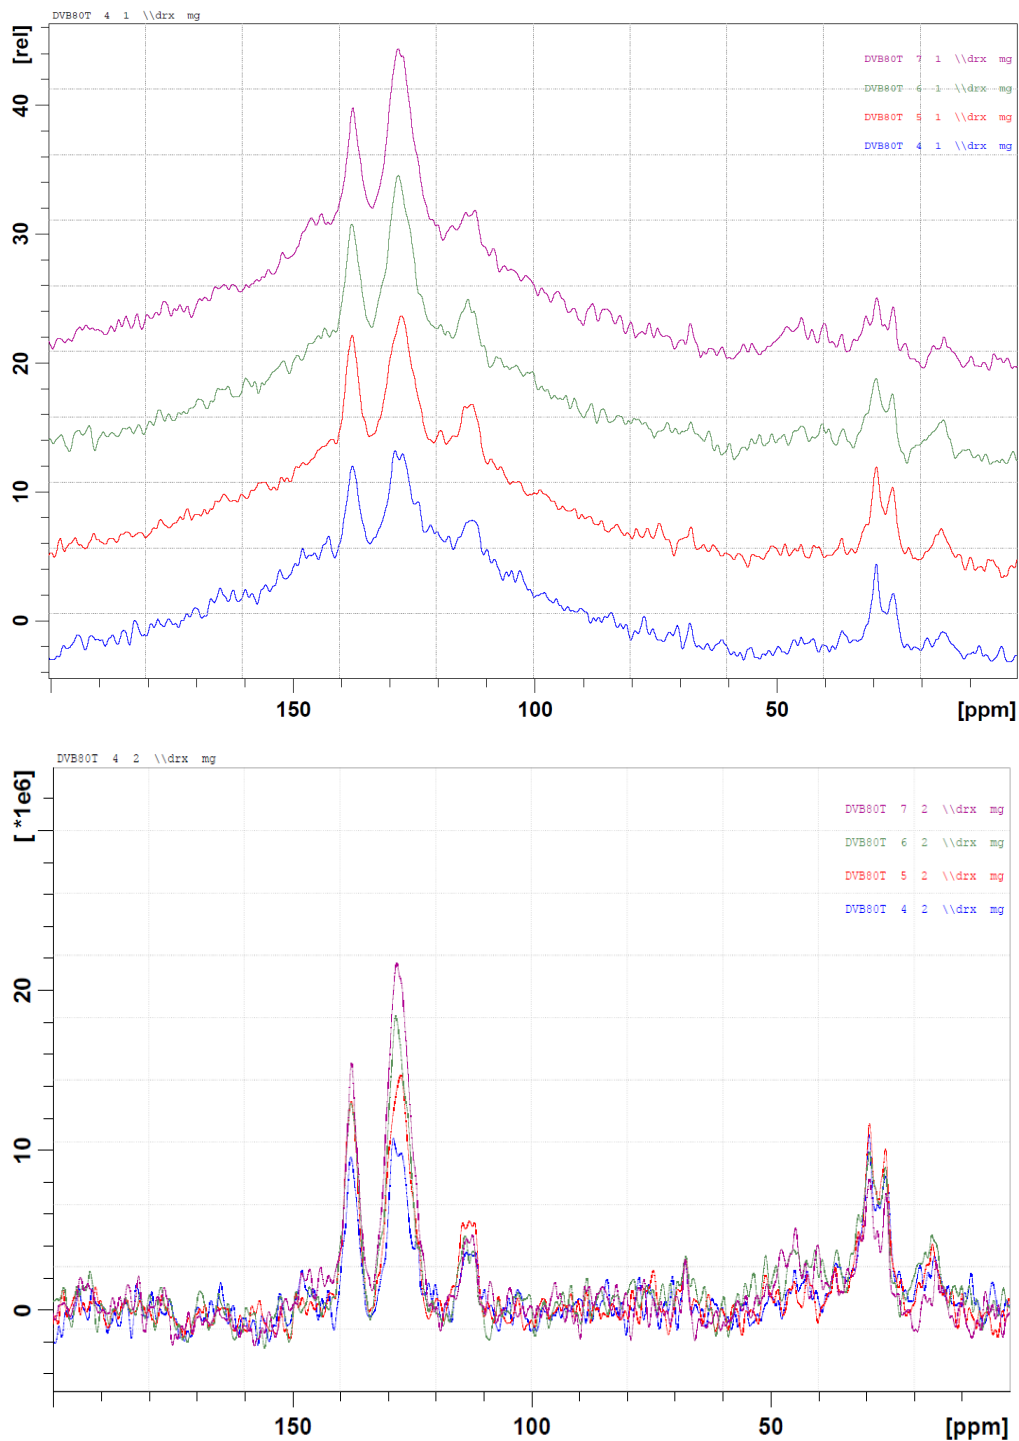 DVB80T 4 1 \\drx mg
[rel]
DVB80T 7 1 \\drx mg
DVB80T 6 1 \\drx mg
DVB80T 5 1 \\drx mg
DVB80T 4 1 \\drx mg
40
30
20
10
0
150 100 50 [ppm]
DVB80T 4 2 \\drx mg
[ *1e6]
DVB80T 7 2 \\drx mg
DVB80T 6 2 \\drx mg
DVB80T 5 2 \\drx mg
DVB80T 4 2 \\drx mg
20
10
0
150 100 50 [ppm]